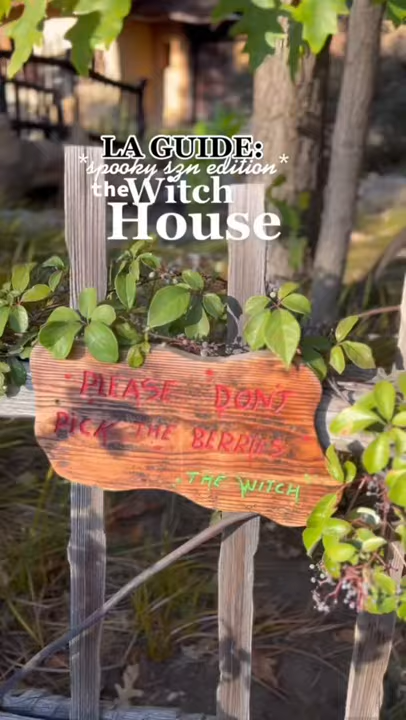 LA GUIDE:
*spooky szn edition*
the Witch
House
PLEASE DONT
PICK THE BERRIES
THE WITCH